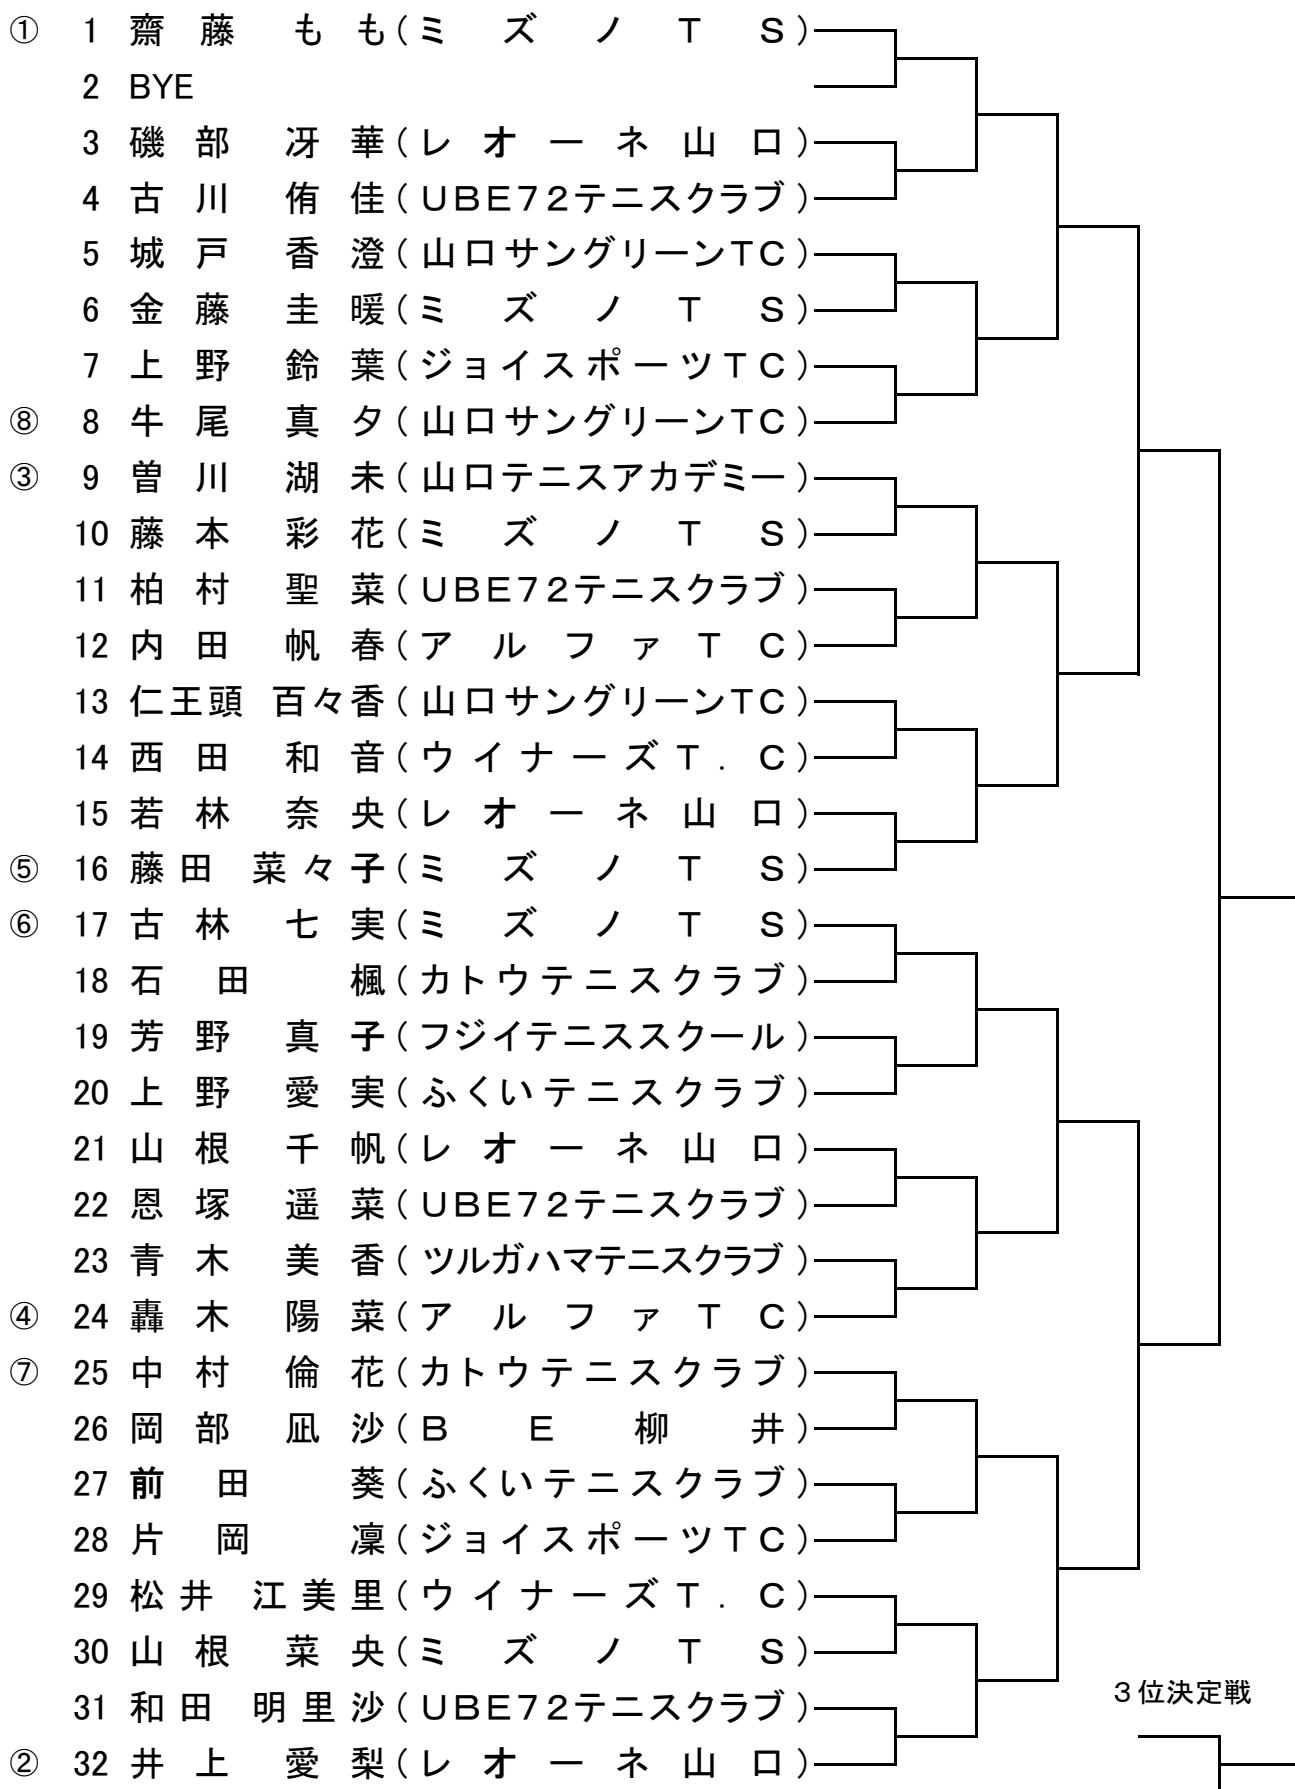 ① 1 齋藤 もも(ミズノTS)
2 BYE
3 磯部 冴華(レオーネ山口)
4 古川 侑佳(UBE72テニスクラブ)
5 城戸 香澄(山口サングリーンTC)
6 金藤 圭暖(ミズノTS)
7 上野 鈴葉(ジョイスポーツTC)
⑧ 8 牛尾 真夕(山口サングリーンTC)
③ 9 曽川 湖未(山口テニスアカデミー)
10 藤本 彩花(ミズノTS)
11 柏村 聖菜(UBE72テニスクラブ)
12 内田 帆春(アルファTC)
13 仁王頭 百々香(山口サングリーンTC)
14 西田 和音(ウイナーズT.C)
15 若林 奈央(レオーネ山口)
⑤ 16 藤田 菜々子(ミズノTS)
⑥ 17 古林 七実(ミズノTS)
18 石田 楓(カトウテニスクラブ)
19 芳野 真子(フジイテニススクール)
20 上野 愛実(ふくいテニスクラブ)
21 山根 千帆(レオーネ山口)
22 恩塚 遥菜(UBE72テニスクラブ)
23 青木 美香(ツルガハマテニスクラブ)
④ 24 轟木 陽菜(アルファTC)
⑦ 25 中村 倫花(カトウテニスクラブ)
26 岡部 凪沙(BE柳井)
27 前田 葵(ふくいテニスクラブ)
28 片岡 凜(ジョイスポーツTC)
29 松井 江美里(ウイナーズT.C)
30 山根 菜央(ミズノTS)
31 和田 明里沙(UBE72テニスクラブ)
3位決定戦
② 32 井上 愛梨(レオーネ山口)